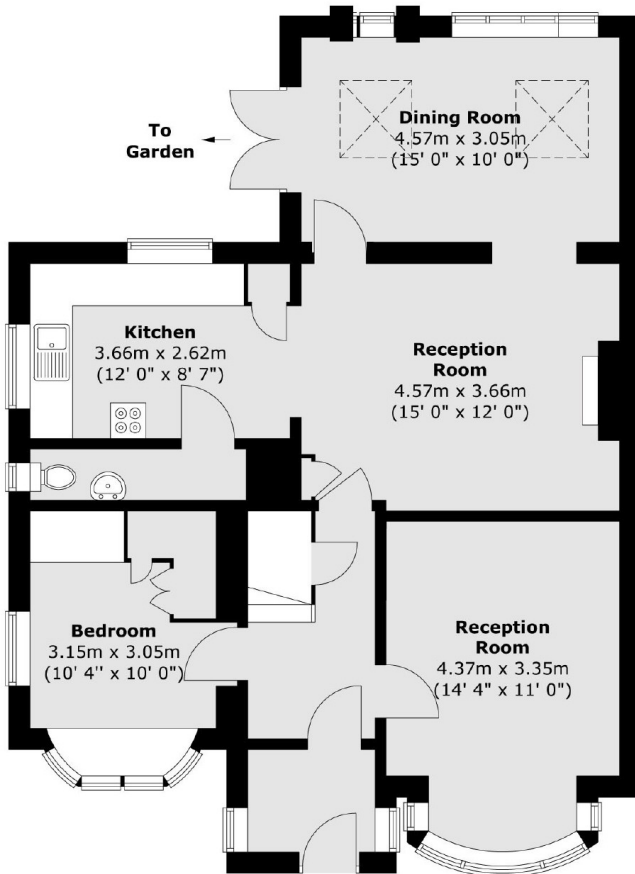 Dining Room
4.57m x 3.05m
(15' 0" x 10' 0")
To
Garden
Kitchen
3.66m x 2.62m
(12' 0" x 8' 7")
Reception
Room
4.57m x 3.66m
(15' 0" x 12' 0")
Bedroom
3.15m x 3.05m
(10' 4'' x 10' 0")
Reception
Room
4.37m x 3.35m
(14' 4" x 11' 0")